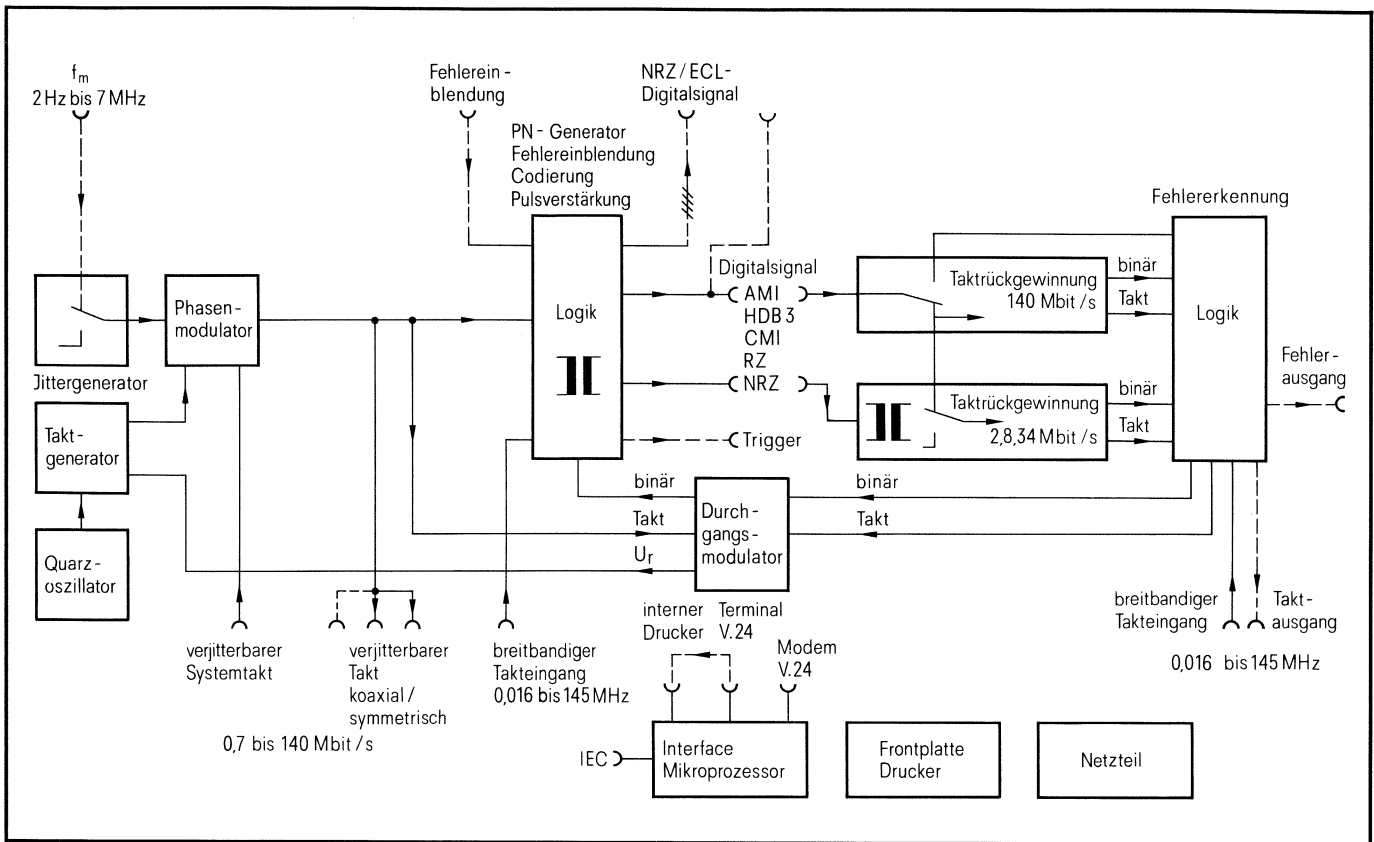 fm
2 Hz bis 7 MHz
Fehlerein-
blendung
NRZ/ECL-
Digitalsignal
PN-Generator
Fehlereinblendung
Codierung
Pulsverstärkung
Fehlererkennung
Phasen-
modulator
Jittergenerator
Takt-
generator
Quarz-
oszillator
Logik
Digitalsignal
AMI
HDB 3
CMI
RZ
NRZ
Trigger
Taktrückgewinnung
140 Mbit/s
binär
Takt
Taktrückgewinnung
2,8,34 Mbit/s
binär
Takt
Logik
Fehler-
ausgang
binär
Takt
Ur
Durch-
gangs-
modulator
binär
Takt
verjitterbarer
Systemtakt
verjitterbarer
Takt
koaxial/
symmetrisch
0,7 bis 140 Mbit/s
breitbandiger
Takteingang
0,016 bis 145 MHz
interner
Drucker
Terminal
V.24
Modem
V.24
breitbandiger
Takteingang
Takt-
ausgang
0,016 bis 145 MHz
IEC
Interface
Mikroprozessor
Frontplatte
Drucker
Netzteil